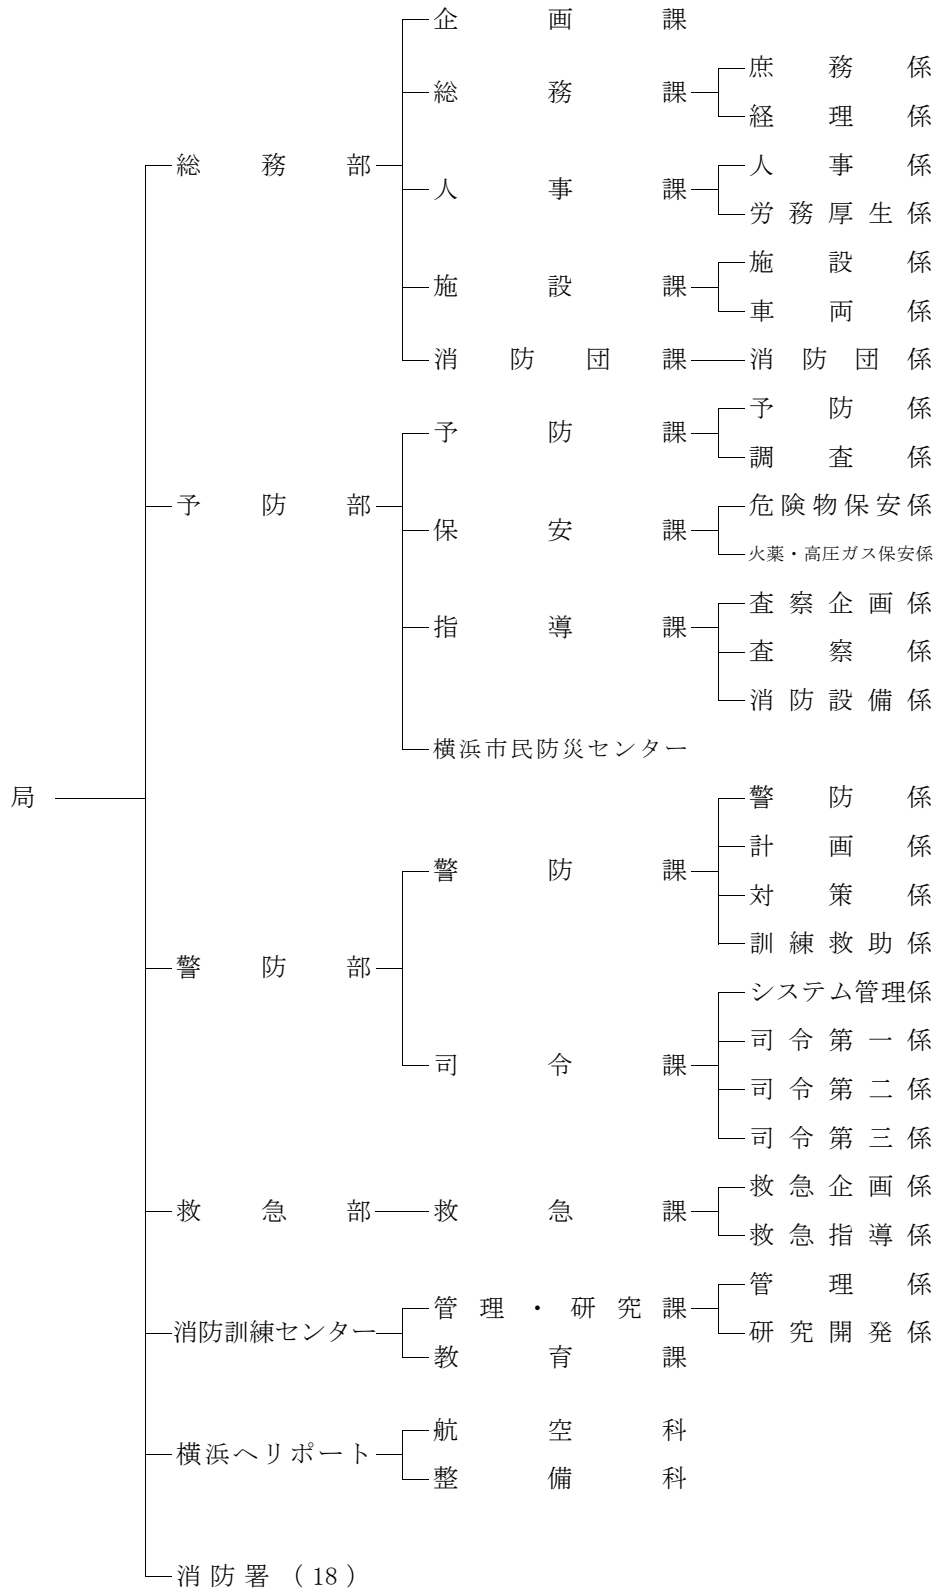 企画課
庶務係
総務課
経理係
総務部
人事係
人事課
労務厚生係
施設係
施設課
車両係
消防団課
消防団係
予防係
予防課
調査係
予防部
危険物保安係
保安課
火薬・高圧ガス保安係
査察企画係
指導課
査察係
消防設備係
横浜市民防災センター
局
警防係
計画係
警防課
対策係
訓練救助係
警防部
システム管理係
司令第一係
司令課
司令第二係
司令第三係
救急企画係
救急部
救急課
救急指導係
管理係
管理・研究課
消防訓練センター
研究開発係
教育課
航空科
横浜ヘリポート
整備科
消防署（18）